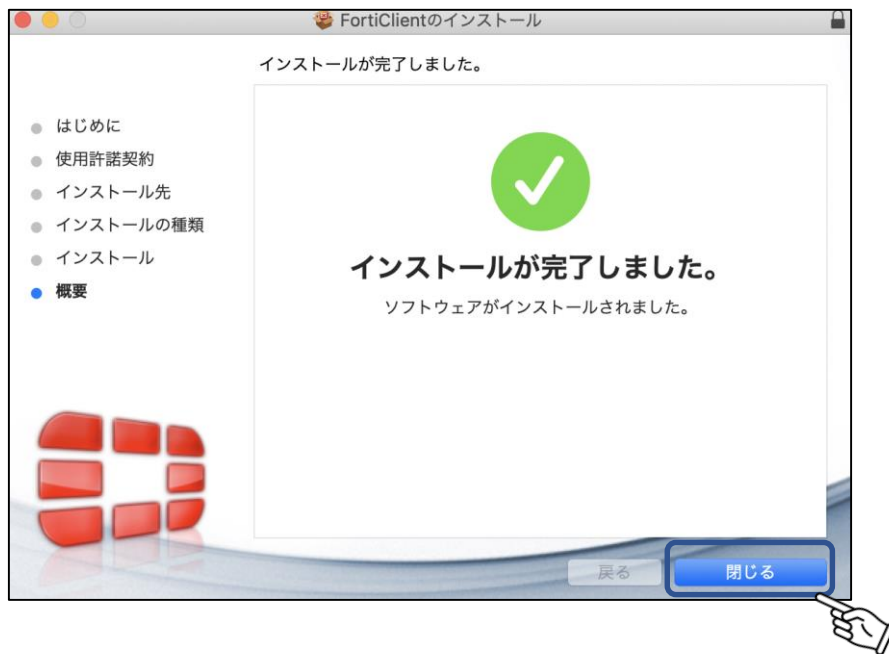 FortiClientのインストール
インストールが完了しました。
はじめに
使用許諾契約
インストール先
インストールの種類
インストール
概要
インストールが完了しました。
ソフトウェアがインストールされました。
戻る
閉じる